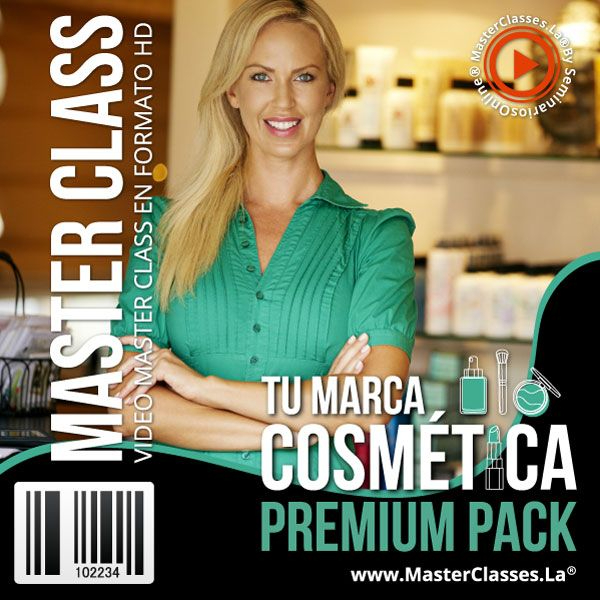 MASTER CLASS
VIDEO MASTER CLASS EN FORMATO HD
MasterClasses.La® By SeminariosOnline®
TU MARCA
COSMÉTICA
PREMIUM PACK
102234
www.MasterClasses.La®